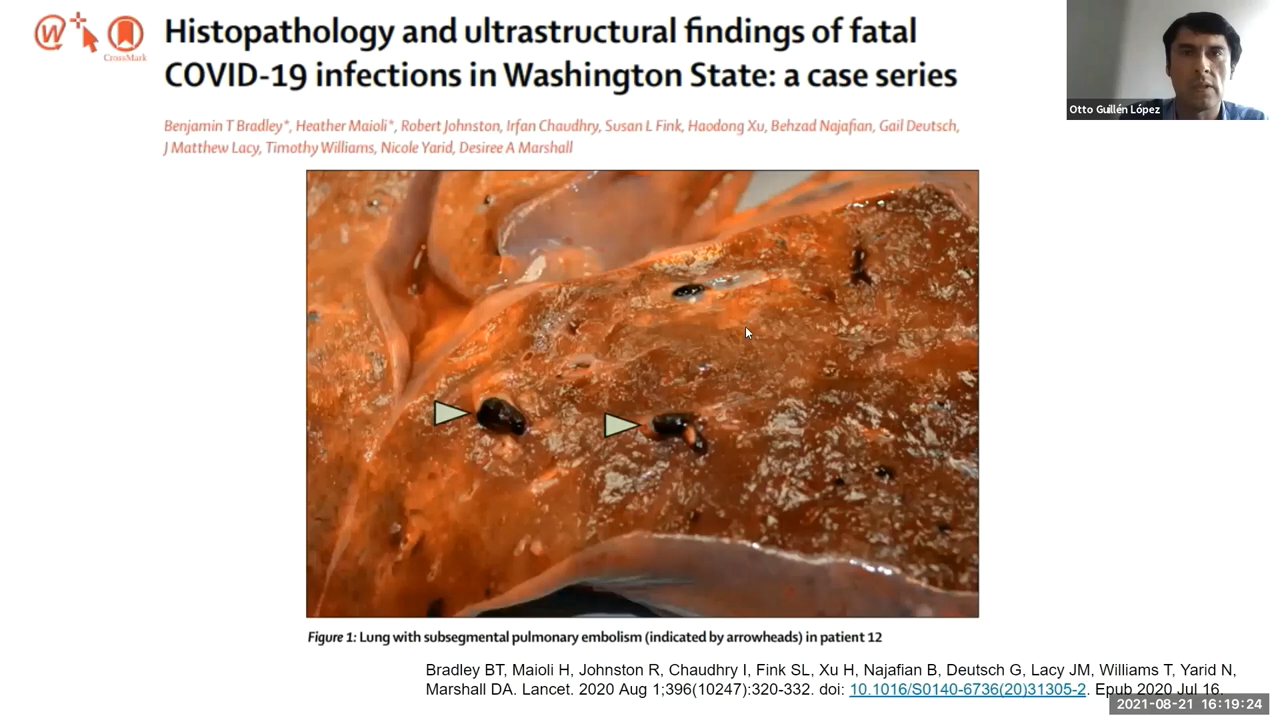 CrossMark
Histopathology and ultrastructural findings of fatal
COVID-19 infections in Washington State: a case series
Benjamin T Bradley*, Heather Maioli*, Robert Johnston, Irfan Chaudhry, Susan L Fink, Haodong Xu, Behzad Najafian, Gail Deutsch,
J Matthew Lacy, Timothy Williams, Nicole Yarid, Desiree A Marshall
Otto Guillén López
Figure 1: Lung with subsegmental pulmonary embolism (indicated by arrowheads) in patient 12
Bradley BT, Maioli H, Johnston R, Chaudhry I, Fink SL, Xu H, Najafian B, Deutsch G, Lacy JM, Williams T, Yarid N,
Marshall DA. Lancet. 2020 Aug 1;396(10247):320-332. doi: 10.1016/S0140-6736(20)31305-2. Epub 2020 Jul 16.
2021-08-21 16:19:24